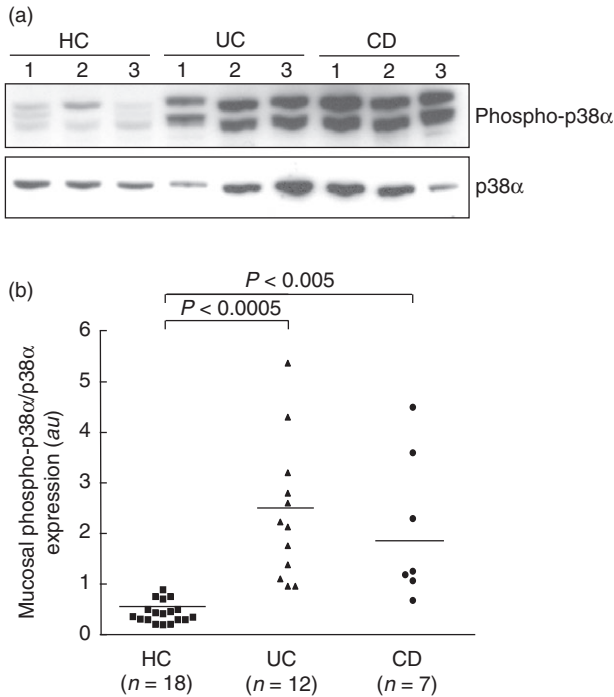 (a)
HC UC CD
1 2 3 1 2 3 1 2 3
Phospho-p38α
p38α
(b)
P < 0.005
P < 0.0005
Mucosal phospho-p38α/p38α
expression (au)
6
5
4
3
2
1
0
HC UC CD
(n = 18) (n = 12) (n = 7)